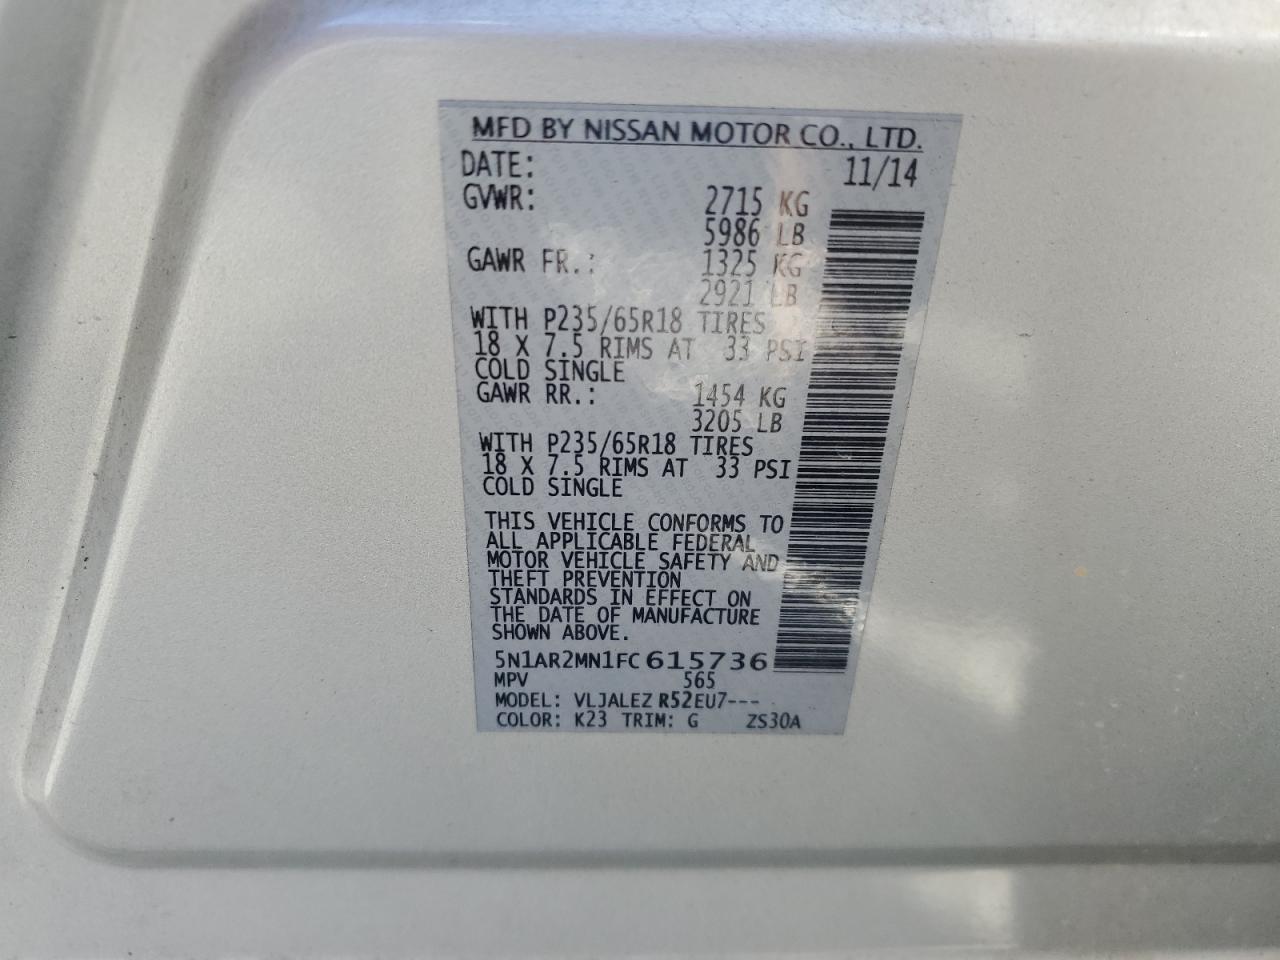 MFD BY NISSAN MOTOR CO., LTD.
DATE: 11/14
GVWR: 2715 KG
5986 LB
GAWR FR.: 1325 KG
2921 LB
WITH P235/65R18 TIRES
18 X 7.5 RIMS AT 33 PSI
COLD SINGLE
GAWR RR.: 1454 KG
3205 LB
WITH P235/65R18 TIRES
18 X 7.5 RIMS AT 33 PSI
COLD SINGLE
THIS VEHICLE CONFORMS TO
ALL APPLICABLE FEDERAL
MOTOR VEHICLE SAFETY AND
THEFT PREVENTION
STANDARDS IN EFFECT ON
THE DATE OF MANUFACTURE
SHOWN ABOVE.
5N1AR2MN1FC615736
MPV 565
MODEL: VLJALEZ R52EU7---
COLOR: K23 TRIM: G ZS30A